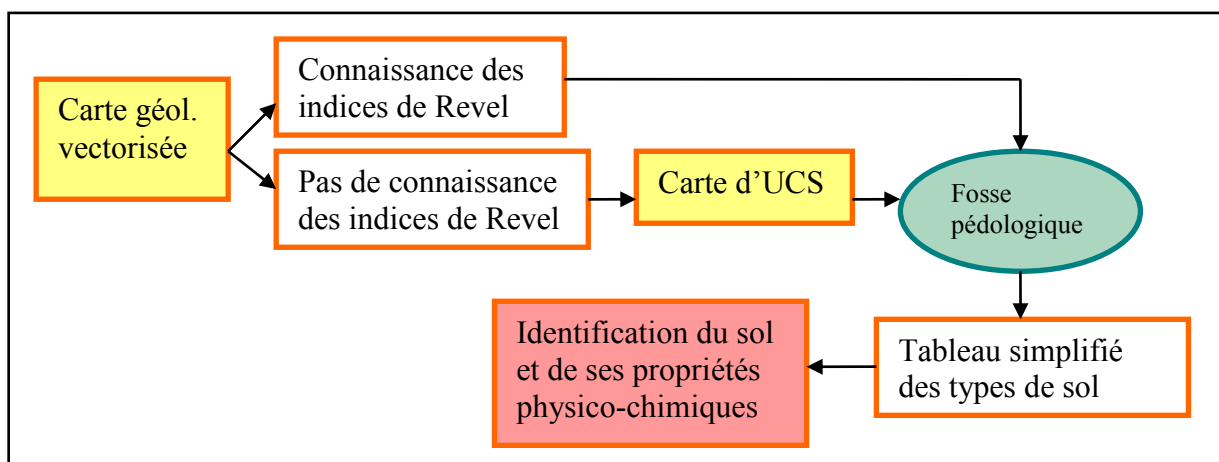 Carte géol.
vectorisée
Connaissance des
indices de Revel
Pas de connaissance
des indices de Revel
Carte d’UCS
Fosse
pédologique
Tableau simplifié
des types de sol
Identification du sol
et de ses propriétés
physico-chimiques